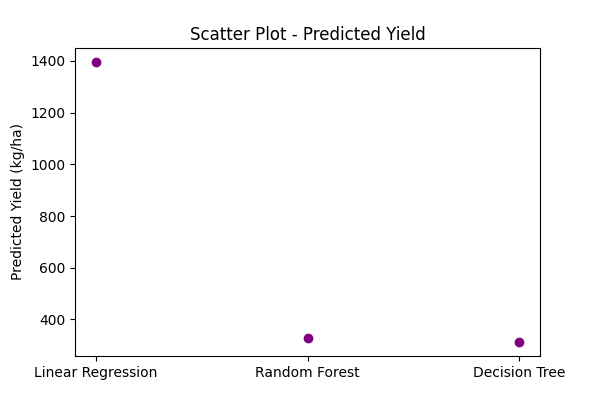 Scatter Plot - Predicted Yield
Predicted Yield (kg/ha)
1400
1200
1000
800
600
400
Linear Regression
Random Forest
Decision Tree